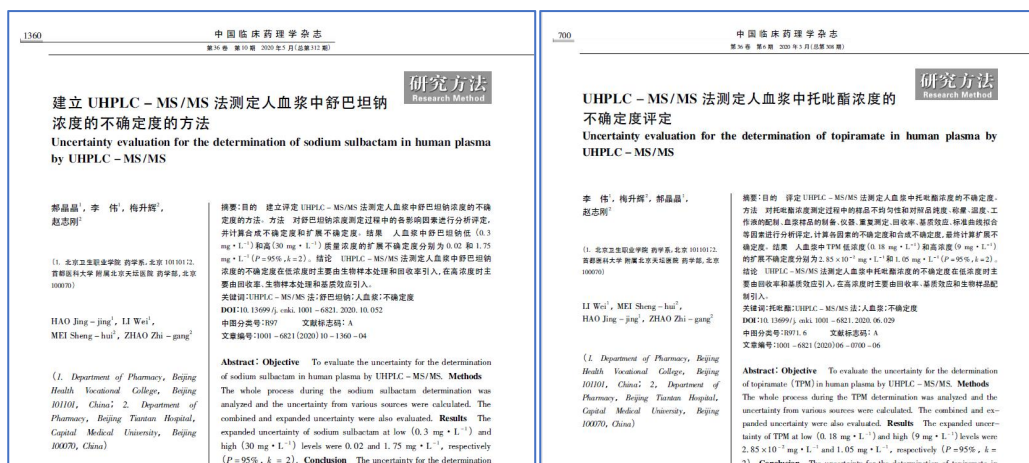 1360
中国临床药理学杂志
第36卷 第10期 2020年5月(总第312期)
研究方法
Research Method
建立 UHPLC-MS/MS 法测定人血浆中舒巴坦钠
浓度的不确定度的方法
Uncertainty evaluation for the determination of sodium sulbactam in human plasma
by UHPLC-MS/MS
郝晶晶1，李 伟1，梅升辉2，
赵志刚2
(1. 北京卫生职业学院 药学系，北京 101101；2.
首都医科大学 附属北京天坛医院 药学部，北京
100070)
HAO Jing-jing1, LI Wei1,
MEI Sheng-hui2, ZHAO Zhi-gang2
(1. Department of Pharmacy, Beijing
Health Vocational College, Beijing
101101, China; 2. Department of
Pharmacy, Beijing Tiantan Hospital,
Capital Medical University, Beijing
100070, China)
摘要：目的 建立评定 UHPLC-MS/MS 法测定人血浆中舒巴坦钠浓度的不确
定度的方法。方法 对舒巴坦钠浓度测定过程中的各影响因素进行分析评定，
并计算合成不确定度和扩展不确定度。结果 人血浆中舒巴坦钠低(0.3
mg·L-1)和高(30 mg·L-1)质量浓度的扩展不确定度分别为 0.02 和 1.75
mg·L-1(P=95%,k=2)。结论 UHPLC-MS/MS 法测定人血浆中舒巴坦钠
浓度的不确定度在低浓度时主要由生物样本处理和回收率引入，在高浓度时主
要由回收率、生物样本处理和基质效应引入。
关键词：UHPLC-MS/MS 法；舒巴坦钠；人血浆；不确定度
DOI:10.13699/j.cnki.1001-6821.2020.10.052
中图分类号：R97 文献标志码：A
文章编号：1001-6821(2020)10-1360-04
Abstract: Objective To evaluate the uncertainty for the determination
of sodium sulbactam in human plasma by UHPLC-MS/MS. Methods
The whole process during the sodium sulbactam determination was
analyzed and the uncertainty from various sources were calculated. The
combined and expanded uncertainty were also evaluated. Results The
expanded uncertainty of sulbactam at low (0.3 mg·L-1) and
high (30 mg·L-1) levels were 0.02 and 1.75 mg·L-1, respectively
(P=95%, k = 2). Conclusion The uncertainty for the determination
700
中国临床药理学杂志
第36卷 第6期 2020年3月(总第308期)
研究方法
Research Method
UHPLC-MS/MS 法测定人血浆中托吡酯浓度的
不确定度评定
Uncertainty evaluation for the determination of topiramate in human plasma by
UHPLC-MS/MS
李 伟1，梅升辉2，郝晶晶1，
赵志刚2
(1. 北京卫生职业学院 药学系，北京 101101；2.
首都医科大学 附属北京天坛医院 药学部，北京
100070)
LI Wei1, MEI Sheng-hui2,
HAO Jing-jing1, ZHAO Zhi-gang2
(1. Department of Pharmacy, Beijing
Health Vocational College, Beijing
101101, China; 2, Department of
Pharmacy, Beijing Tiantan Hospital,
Capital Medical University, Beijing
100070, China)
摘要：目的 评定 UHPLC-MS/MS 法测定人血浆中托吡酯浓度的不确定度。
方法 对托吡酯浓度测定过程中的样品不均匀性和对照品纯度、称量、温度、工
作液的配制、血浆样品的制备、仪器、重复测定、回收率、基质效应、标准曲线拟合
等因素进行分析评定，计算各因素的不确定度和合成不确定度，最终计算扩展不
确定度。结果 人血浆中 TPM 低浓度(0.18 mg·L-1)和高浓度(9 mg·L-1)
的扩展不确定度分别为 2.85×10-2 mg·L-1和 1.05 mg·L-1(P=95%,k=2)。
结论 UHPLC-MS/MS 法测定人血浆中托吡酯浓度的不确定度在低浓度时主
要由回收率和基质效应引入，在高浓度时主要由回收率、基质效应和生物样品配
制引入。
关键词：托吡酯；UHPLC-MS/MS 法；人血浆；不确定度
DOI:10.13699/j.cnki.1001-6821.2020.06.029
中图分类号：R971.6 文献标志码：A
文章编号：1001-6821(2020)06-0700-06
Abstract: Objective To evaluate the uncertainty for the determination
of topiramate (TPM) in human plasma by UHPLC-MS/MS. Methods
The whole process during the TPM determination was analyzed and the
uncertainty from various sources were calculated. The combined and ex-
panded uncertainty were also evaluated. Results The expanded uncer-
tainty of TPM at low (0.18 mg·L-1) and high (9 mg·L-1) levels were
2.85×10-2 mg·L-1 and 1.05 mg·L-1, respectively (P=95%, k =